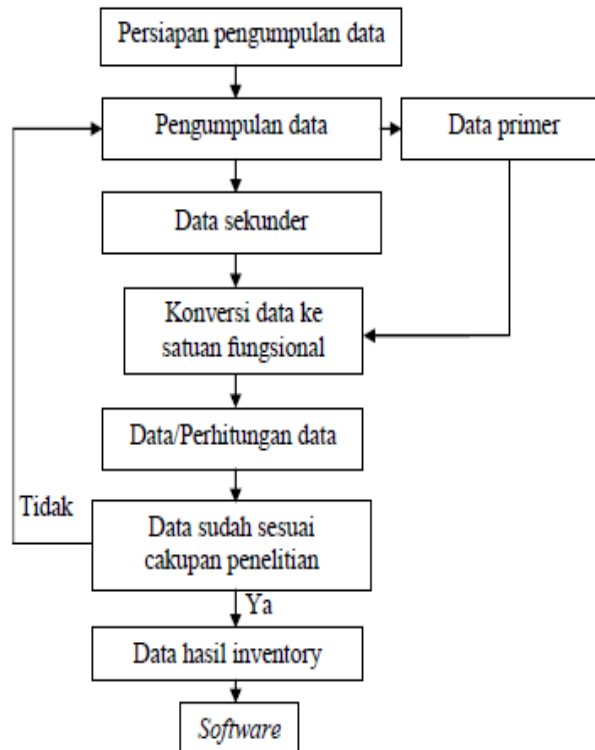 Persiapan pengumpulan data
Pengumpulan data
Data primer
Data sekunder
Konversi data ke
satuan fungsional
Data/Perhitungan data
Tidak
Data sudah sesuai
cakupan penelitian
Ya
Data hasil inventory
Software